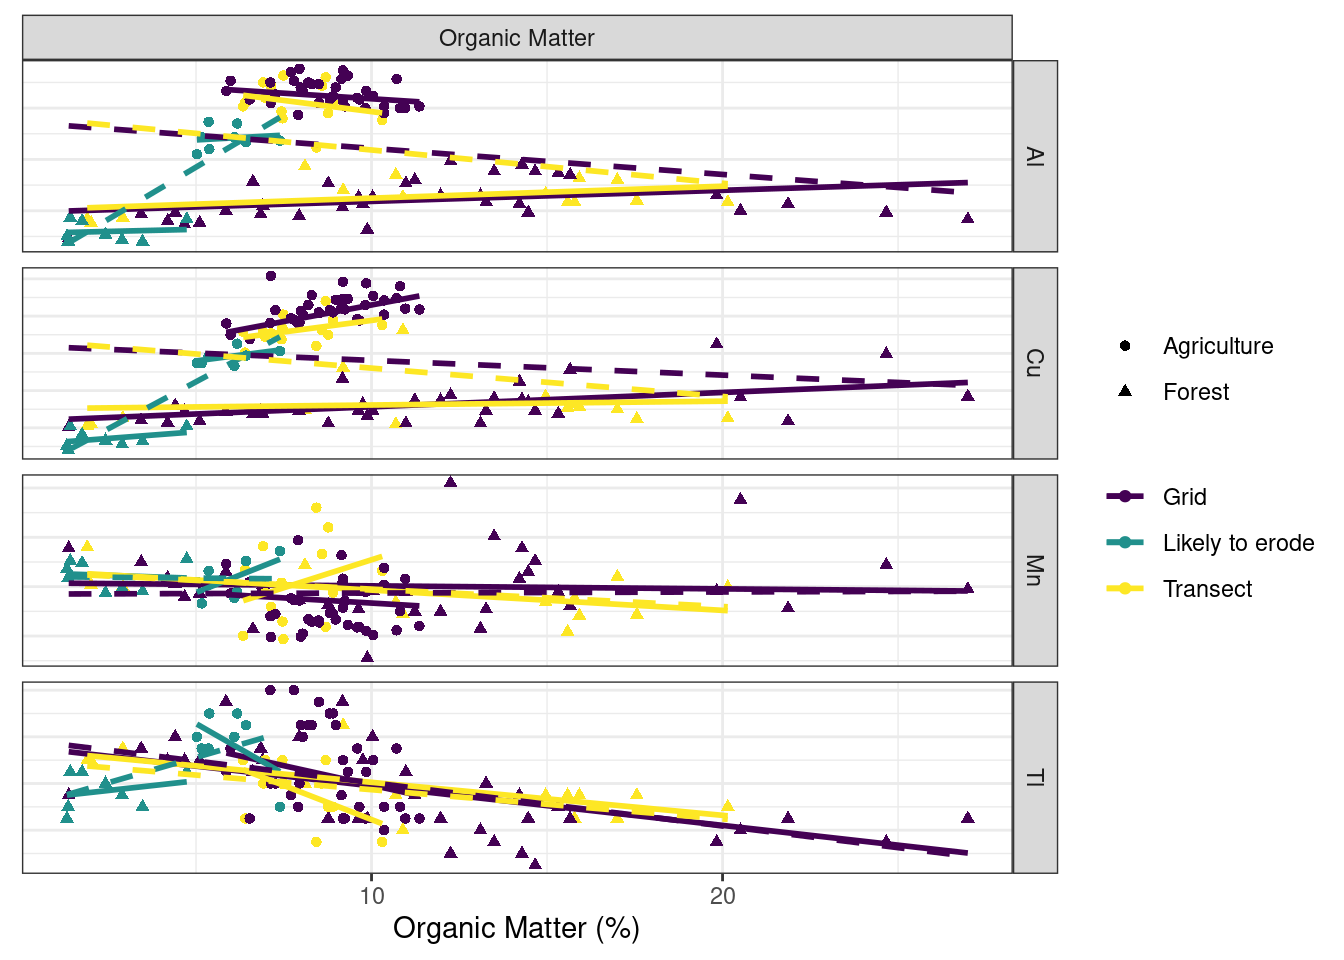 Organic Matter
Al
Cu
Mn
Tl
10
20
Organic Matter (%)
Agriculture
Forest
Grid
Likely to erode
Transect